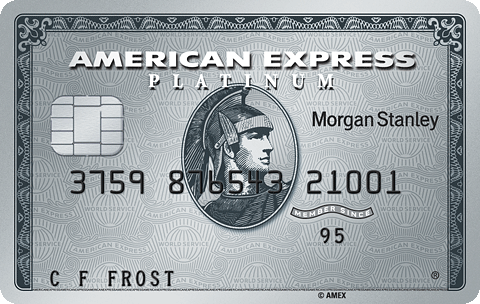 AMERICAN EXPRESS
PLATINUM
Morgan Stanley
3759 876543 21001
MEMBER SINCE
95
C F FROST
® 
© AMEX